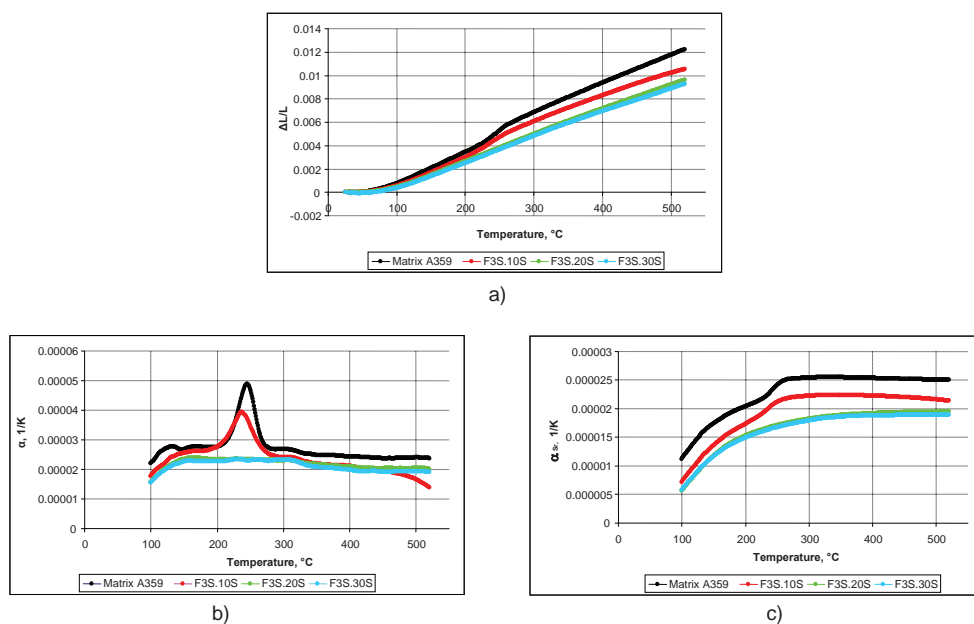 0.014
0.012
0.01
0.008
0.006
0.004
0.002
0
-0.002
ΔL/L
0 100 200 300 400 500
Temperature, °C
Matrix A359 F3S.10S F3S.20S F3S.30S
a)
0.00006
0.00005
0.00004
0.00003
0.00002
0.00001
0
α, 1/K
0 100 200 300 400 500
Temperature, °C
Matrix A359 F3S.10S F3S.20S F3S.30S
b)
0.00003
0.000025
0.00002
0.000015
0.00001
0.000005
0
α Sr, 1/K
0 100 200 300 400 500
Temperature, °C
Matrix A359 F3S.10S F3S.20S F3S.30S
c)